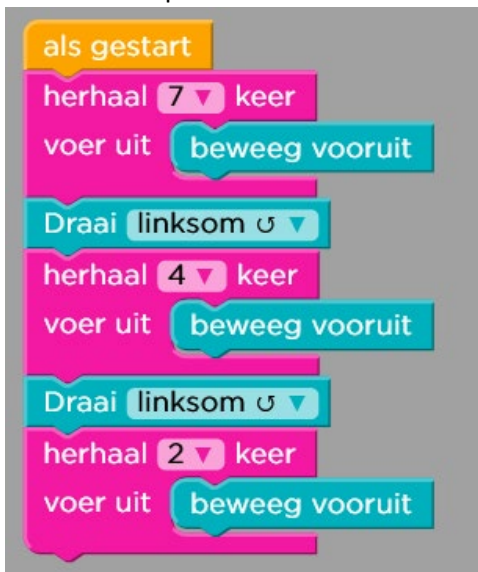 als gestart
herhaal 7 ▼ keer
voer uit beweeg vooruit
Draai linksom ↺ ▼
herhaal 4 ▼ keer
voer uit beweeg vooruit
Draai linksom ↺ ▼
herhaal 2 ▼ keer
voer uit beweeg vooruit